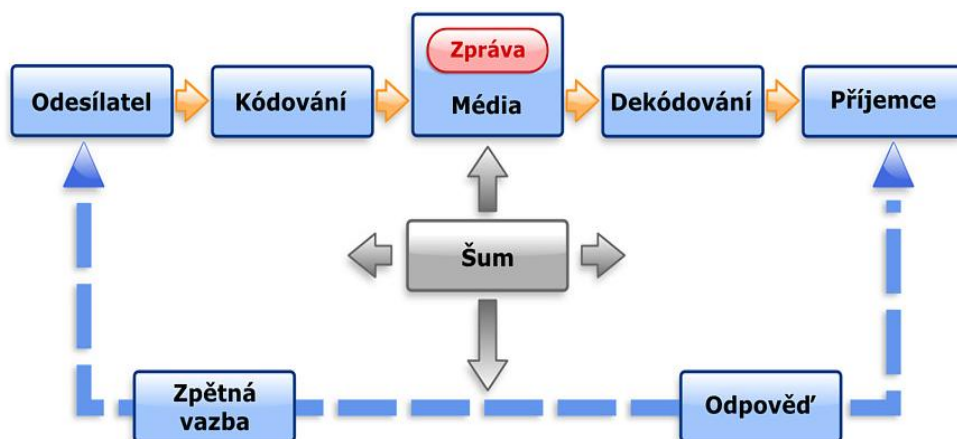 Zpráva
Odesílatel
Kódování
Média
Dekódování
Příjemce
Šum
Zpětná
vazba
Odpověď